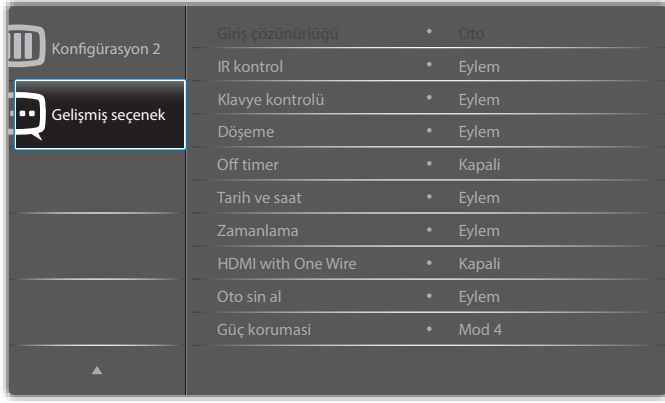 Konfigürasyon 2
Gelişmiş seçenek
Giriş çözünürlüğü • Oto
IR kontrol • Eylem
Klavye kontrolü • Eylem
Döşeme • Eylem
Off timer • Kapali
Tarih ve saat • Eylem
Zamanlama • Eylem
HDMI with One Wire • Kapali
Oto sin al • Eylem
Güç korumasi • Mod 4